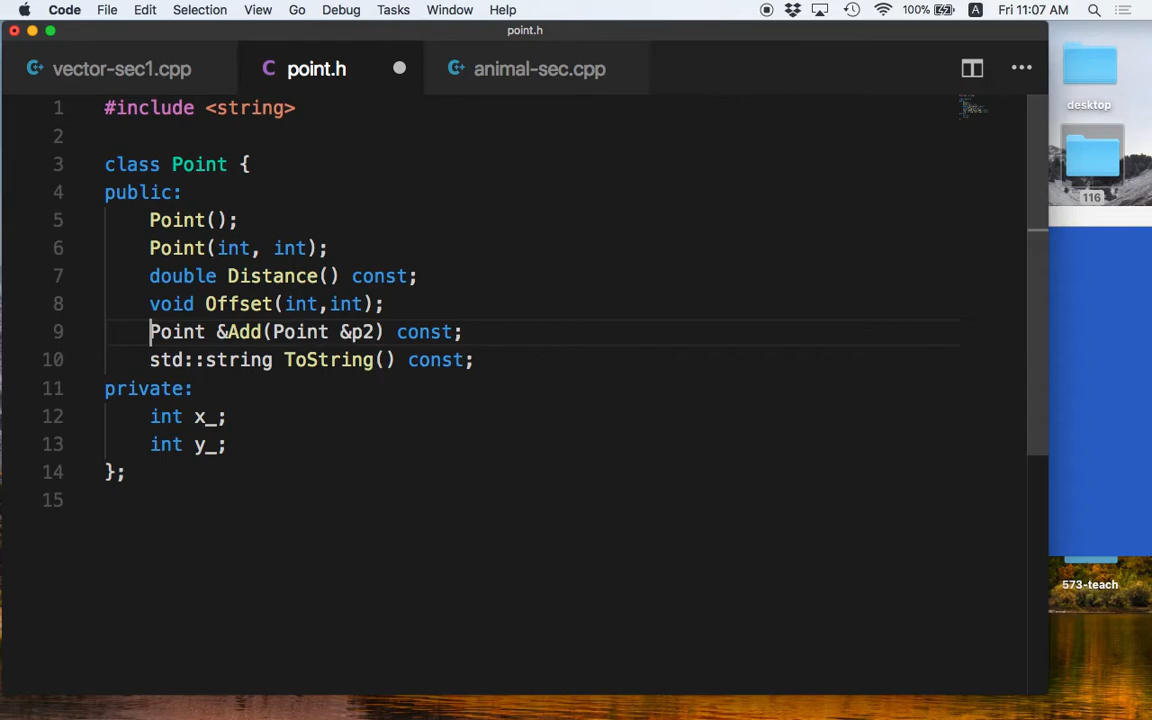 Code File Edit Selection View Go Debug Tasks Window Help 100% A Fri 11:07 AM
point.h
vector-sec1.cpp C point.h animal-sec.cpp
desktop
116
573-teach
1 #include <string>
2
3 class Point {
4 public:
5 Point();
6 Point(int, int);
7 double Distance() const;
8 void Offset(int,int);
9 Point &Add(Point &p2) const;
10 std::string ToString() const;
11 private:
12 int x_;
13 int y_;
14 };
15